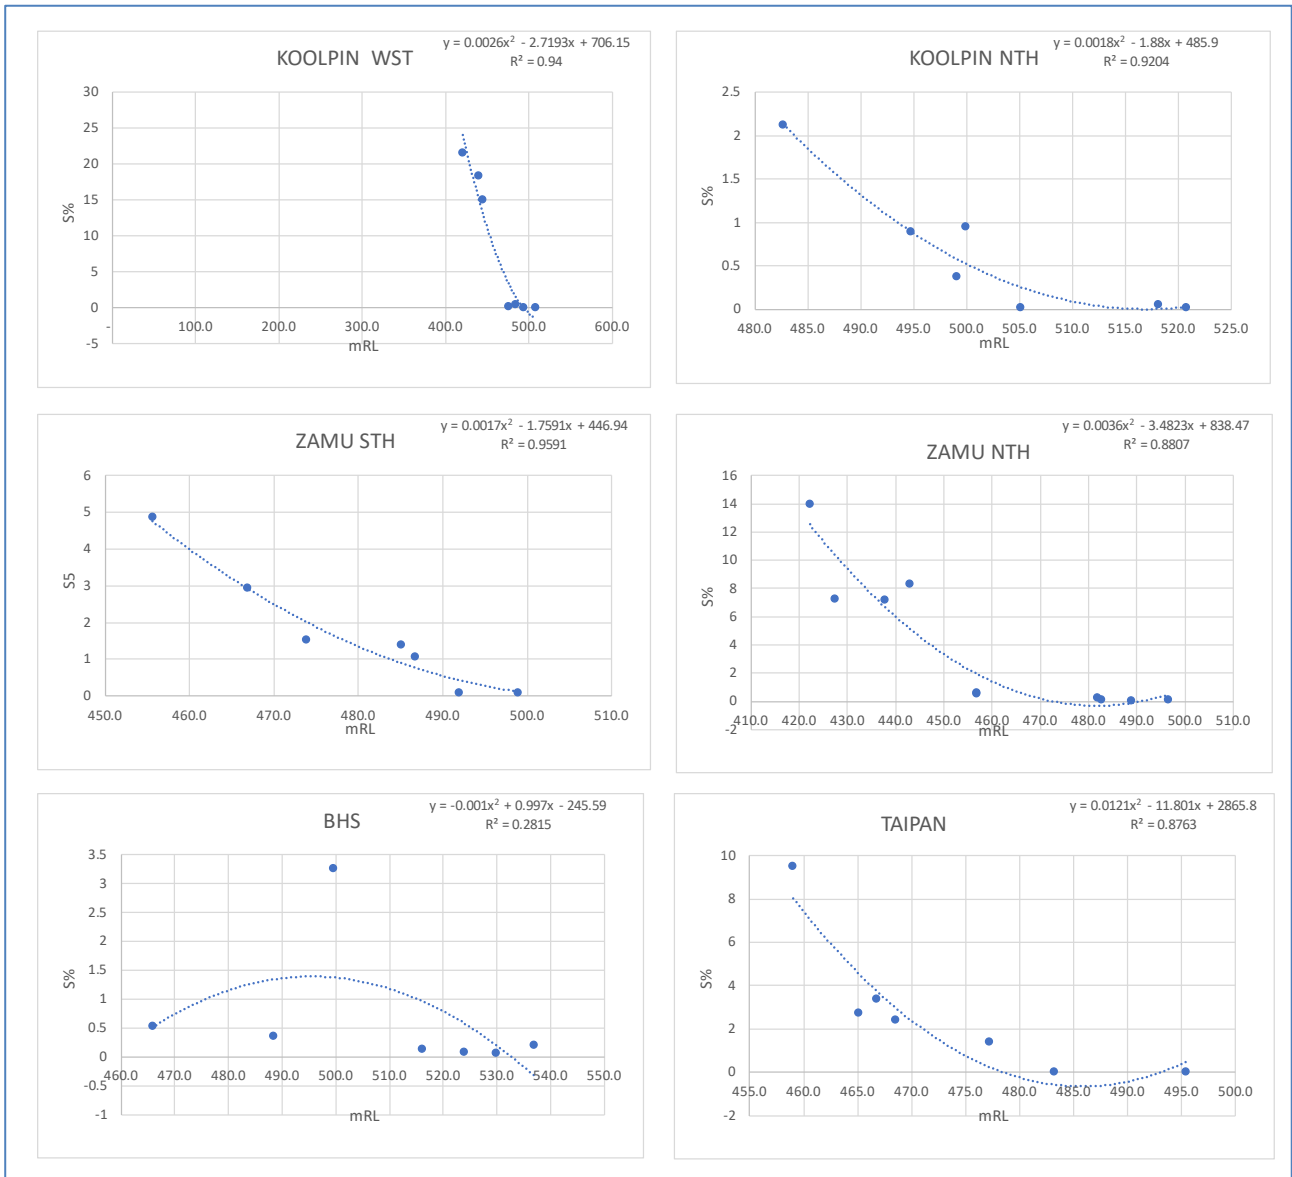 KOOLPIN WST
y = 0.0026x² - 2.7193x + 706.15
R² = 0.94
30
25
20
15
10
5
0
-5
S%
- 100.0 200.0 300.0 400.0 500.0 600.0
mRL
KOOLPIN NTH
y = 0.0018x² - 1.88x + 485.9
R² = 0.9204
2.5
2
1.5
1
0.5
0
S%
480.0 485.0 490.0 495.0 500.0 505.0 510.0 515.0 520.0 525.0
mRL
ZAMU STH
y = 0.0017x² - 1.7591x + 446.94
R² = 0.9591
6
5
4
3
2
1
0
S5
450.0 460.0 470.0 480.0 490.0 500.0 510.0
mRL
ZAMU NTH
y = 0.0036x² - 3.4823x + 838.47
R² = 0.8807
16
14
12
10
8
6
4
2
0
-2
S%
410.0 420.0 430.0 440.0 450.0 460.0 470.0 480.0 490.0 500.0 510.0
mRL
BHS
y = -0.001x² + 0.997x - 245.59
R² = 0.2815
3.5
3
2.5
2
1.5
1
0.5
0
-0.5
-1
S%
460.0 470.0 480.0 490.0 500.0 510.0 520.0 530.0 540.0 550.0
mRL
TAIPAN
y = 0.0121x² - 11.801x + 2865.8
R² = 0.8763
10
8
6
4
2
0
-2
S%
455.0 460.0 465.0 470.0 475.0 480.0 485.0 490.0 495.0 500.0
mRL